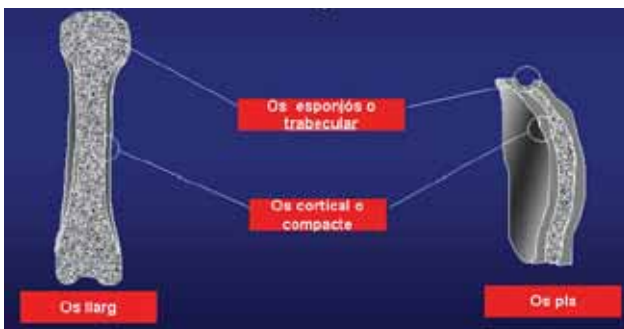 Os esponjós o
trabecular
Os cortical o
compacte
Os llarg
Os pla